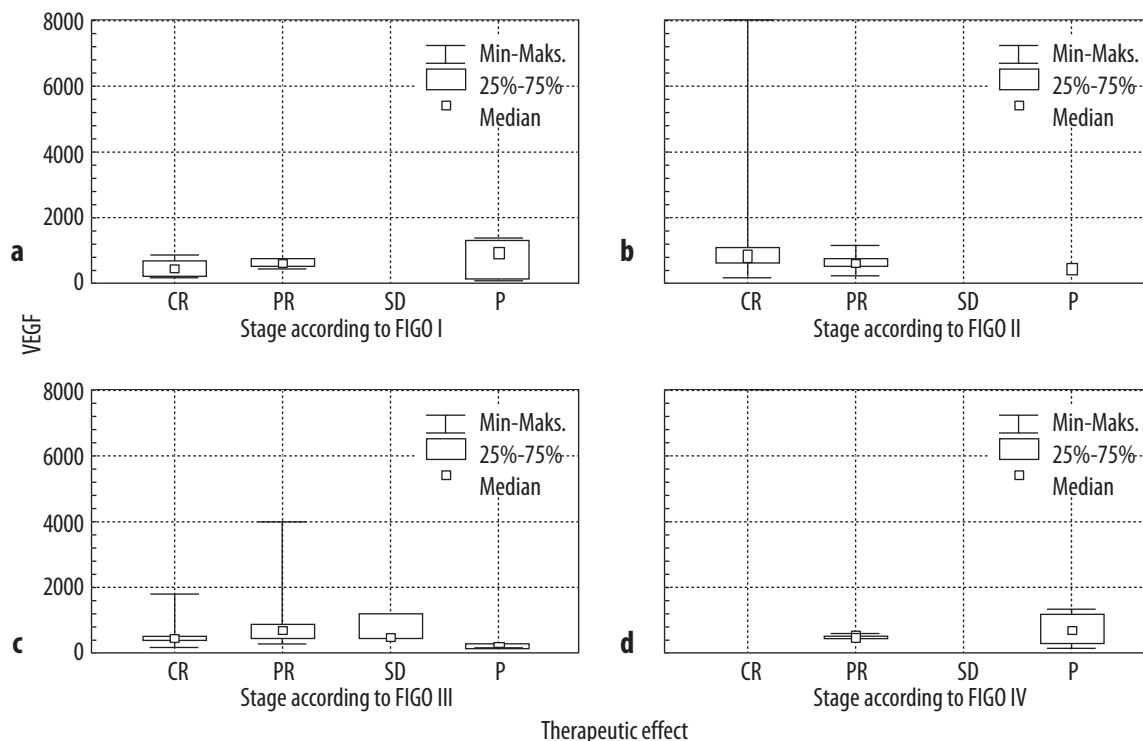 8000
6000
4000
2000
0
a
Min-Maks.
25%-75%
Median
CR PR SD P
Stage according to FIGO I
b
Min-Maks.
25%-75%
Median
CR PR SD P
Stage according to FIGO II
VEGF
8000
6000
4000
2000
0
c
Min-Maks.
25%-75%
Median
CR PR SD P
Stage according to FIGO III
d
Min-Maks.
25%-75%
Median
CR PR SD P
Stage according to FIGO IV
Therapeutic effect